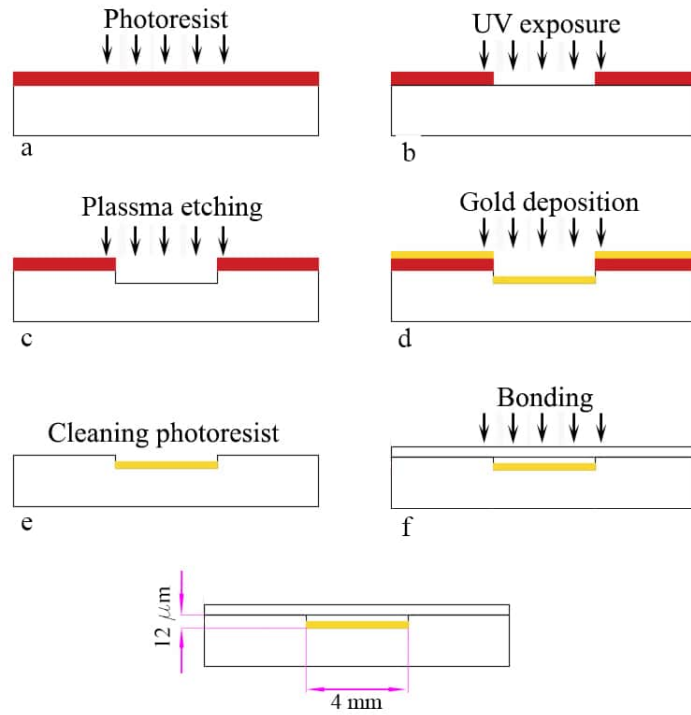 Photoresist
UV exposure
a
b
Plassma etching
Gold deposition
c
d
Cleaning photoresist
Bonding
e
f
12 μm
4 mm